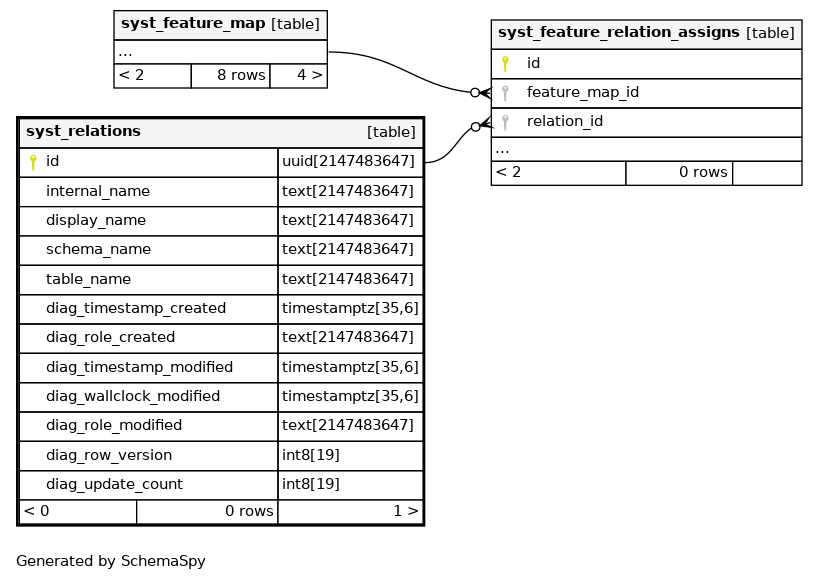 syst_feature_map [table]
...
< 2 8 rows 4 >
syst_feature_relation_assigns [table]
id
feature_map_id
relation_id
...
< 2 0 rows
syst_relations [table]
id uuid[2147483647]
internal_name text[2147483647]
display_name text[2147483647]
schema_name text[2147483647]
table_name text[2147483647]
diag_timestamp_created timestamptz[35,6]
diag_role_created text[2147483647]
diag_timestamp_modified timestamptz[35,6]
diag_wallclock_modified timestamptz[35,6]
diag_role_modified text[2147483647]
diag_row_version int8[19]
diag_update_count int8[19]
< 0 0 rows 1 >
Generated by SchemaSpy